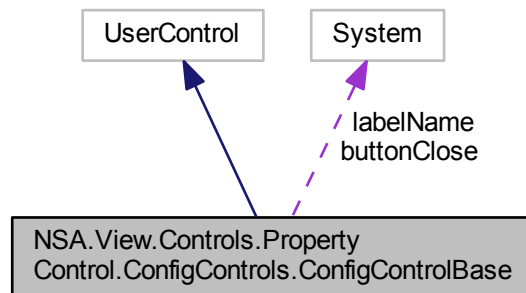 UserControl
System
labelName
buttonClose
NSA.View.Controls.Property
Control.ConfigControls.ConfigControlBase